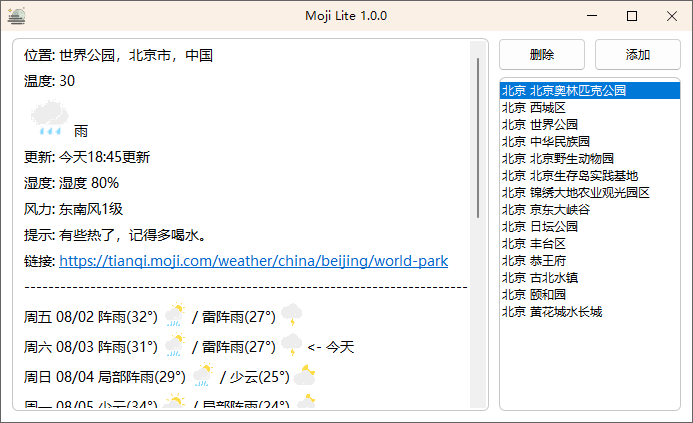 Moji Lite 1.0.0
位置: 世界公园，北京市，中国
温度: 30
雨
更新: 今天18:45更新
湿度: 湿度 80%
风力: 东南风1级
提示: 有些热了，记得多喝水。
链接: https://tianqi.moji.com/weather/china/beijing/world-park
--------------------------------------------------------------------------------
周五 08/02 阵雨(32°) / 雷阵雨(27°)
周六 08/03 阵雨(31°) / 雷阵雨(27°) <- 今天
周日 08/04 局部阵雨(29°) / 少云(25°)
周一 08/05 少云(34°) / 局部阵雨(24°)
删除
添加
北京 北京奥林匹克公园
北京 西城区
北京 世界公园
北京 中华民族园
北京 北京野生动物园
北京 北京生存岛实践基地
北京 锦绣大地农业观光园区
北京 京东大峡谷
北京 日坛公园
北京 丰台区
北京 恭王府
北京 古北水镇
北京 颐和园
北京 黄花城水长城